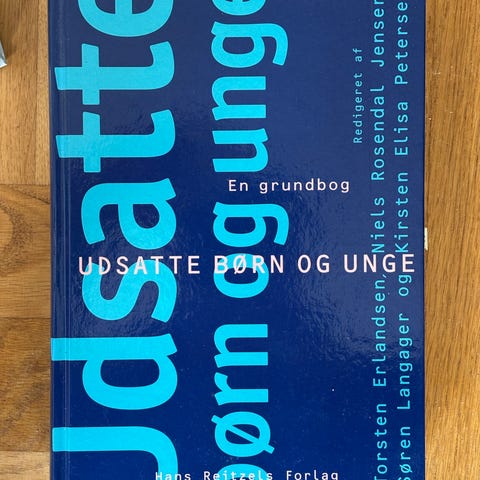 Udsatte
børn og unge
En grundbog
UDSATTE BØRN OG UNGE
Redigeret af
Torsten Erlandsen, Niels Rosendal Jensen
Søren Langager og Kirsten Elisa Petersen
Hans Reitzels Forlag